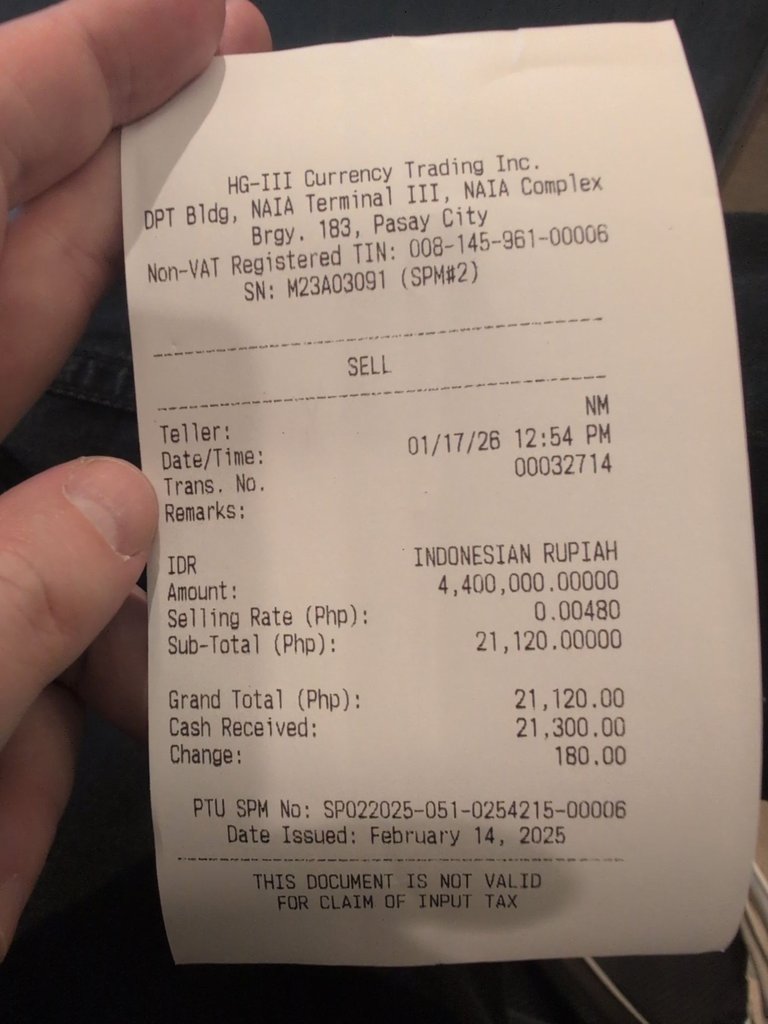 HG-III Currency Trading Inc.
DPT Bldg, NAIA Terminal III, NAIA Complex
Brgy. 183, Pasay City
Non-VAT Registered TIN: 008-145-961-00006
SN: M23A03091 (SPM#2)
SELL
Teller: NM
Date/Time: 01/17/26 12:54 PM
Trans. No. 00032714
Remarks:
IDR INDONESIAN RUPIAH
Amount: 4,400,000.00000
Selling Rate (Php): 0.00480
Sub-Total (Php): 21,120.00000
Grand Total (Php): 21,120.00
Cash Received: 21,300.00
Change: 180.00
PTU SPM No: SP022025-051-0254215-00006
Date Issued: February 14, 2025
THIS DOCUMENT IS NOT VALID
FOR CLAIM OF INPUT TAX